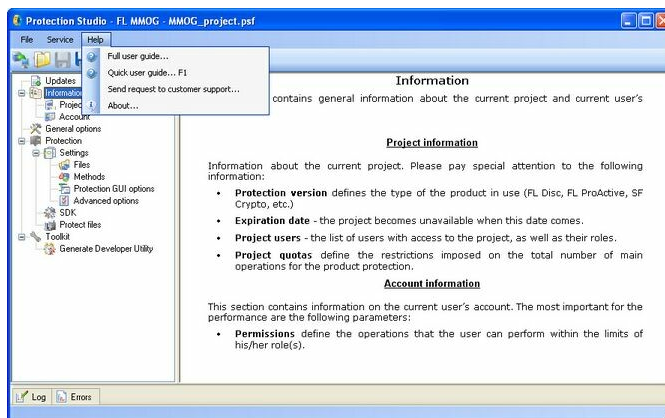 Protection Studio - FL MMOG - MMOG_project.psf
File Service Help
Full user guide...
Quick user guide... F1
Send request to customer support...
About...
Updates
Information
Account
General options
Protection
Settings
Files
Methods
Protection GUI options
Advanced options
SDK
Protect files
Toolkit
Generate Developer Utility
Information
contains general information about the current project and current user's
Project information
Information about the current project. Please pay special attention to the following
information:
• Protection version defines the type of the product in use (FL Disc, FL ProActive, SF
Crypto, etc.)
• Expiration date - the project becomes unavailable when this date comes.
• Project users - the list of users with access to the project, as well as their roles.
• Project quotas define the restrictions imposed on the total number of main
operations for the product protection.
Account information
This section contains information on the current user's account. The most important for the
performance are the following parameters:
• Permissions define the operations that the user can perform within the limits of
his/her role(s).
Log Errors